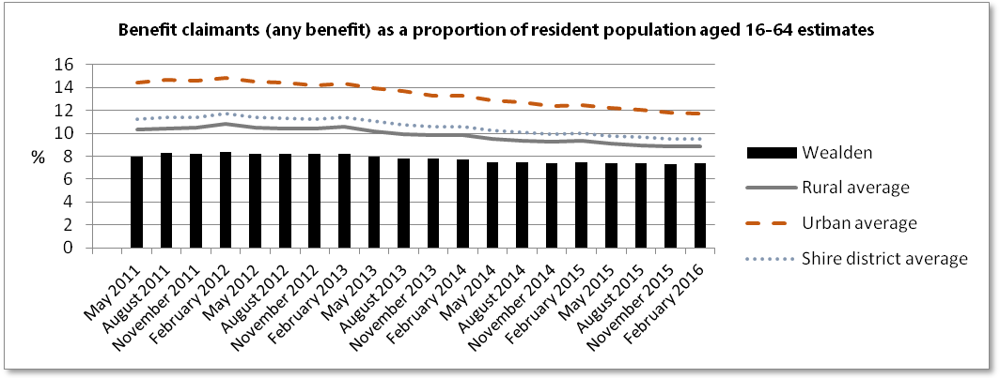 Benefit claimants (any benefit) as a proportion of resident population aged 16-64 estimates
16
14
12
10
8
6
4
2
0
%
May 2011
August 2011
November 2011
February 2012
May 2012
August 2012
November 2012
February 2013
May 2013
August 2013
November 2013
February 2014
May 2014
August 2014
November 2014
February 2015
May 2015
August 2015
November 2015
February 2016
Wealden
Rural average
Urban average
Shire district average